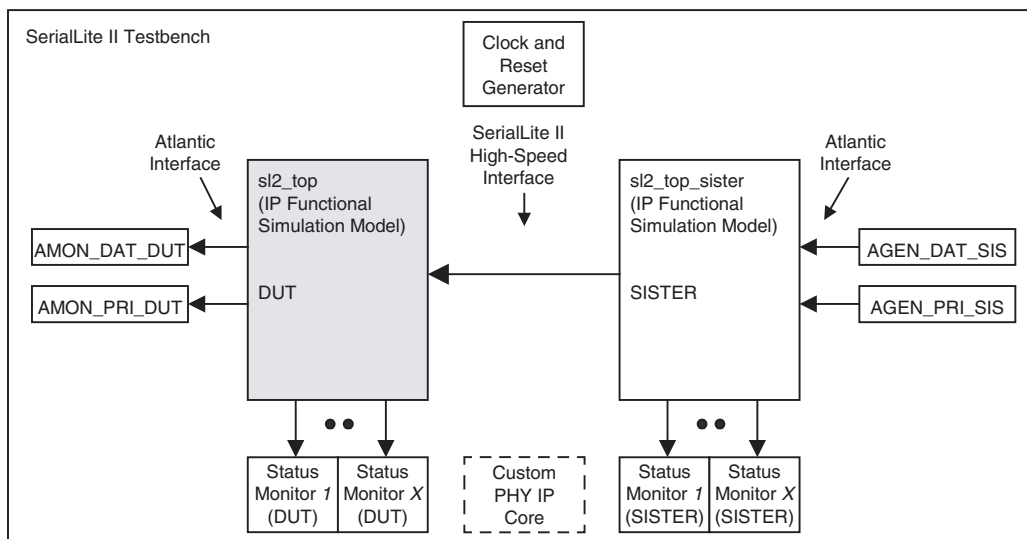 SerialLite II Testbench
Clock and
Reset
Generator
Atlantic
Interface
SerialLite II
High-Speed
Interface
Atlantic
Interface
sl2_top
(IP Functional
Simulation Model)
DUT
sl2_top_sister
(IP Functional
Simulation Model)
SISTER
AMON_DAT_DUT
AMON_PRI_DUT
AGEN_DAT_SIS
AGEN_PRI_SIS
Status
Monitor 1
(DUT)
Status
Monitor X
(DUT)
Custom
PHY IP
Core
Status
Monitor 1
(SISTER)
Status
Monitor X
(SISTER)